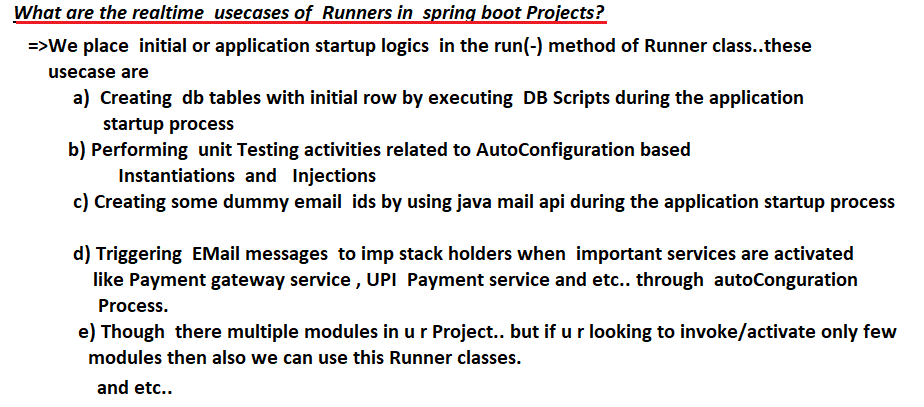 What are the realtime usecases of Runners in spring boot Projects?
=>We place initial or application startup logics in the run(-) method of Runner class..these
usecase are
a) Creating db tables with initial row by executing DB Scripts during the application
startup process
b) Performing unit Testing activities related to AutoConfiguration based
Instantiations and Injections
c) Creating some dummy email ids by using java mail api during the application startup process
d) Triggering EMail messages to imp stack holders when important services are activated
like Payment gateway service , UPI Payment service and etc.. through autoConguration
Process.
e) Though there multiple modules in u r Project.. but if u r looking to invoke/activate only few
modules then also we can use this Runner classes.
and etc..